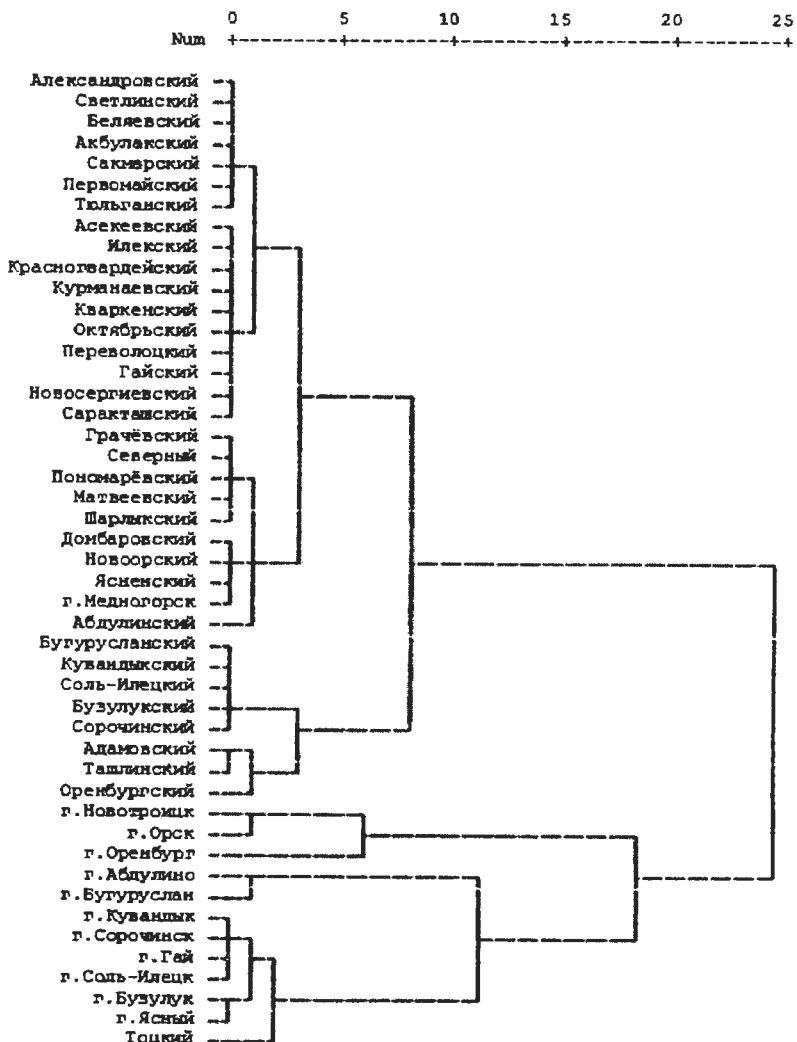 0 5 10 15 20 25
Num
Александровский
Светлинский
Беляевский
Акбулакский
Сакмарский
Первомайский
Тюльганский
Асекеевский
Илекский
Красногвардейский
Курманаевский
Кваркенский
Октябрьский
Переволоцкий
Гайский
Новосергиевский
Саракташский
Грачёвский
Северный
Пономарёвский
Матвеевский
Шарлыкский
Домбаровский
Новоорский
Ясненский
г.Медногорск
Абдулинский
Бугурусланский
Кувандыкский
Соль-Илецкий
Бузулукский
Сорочинский
Адамовский
Ташлинский
Оренбургский
г.Новотроицк
г.Орск
г.Оренбург
г.Абдулино
г.Бугуруслан
г.Кувандык
г.Сорочинск
г.Гай
г.Соль-Илецк
г.Бузулук
г.Ясный
Тоцкий